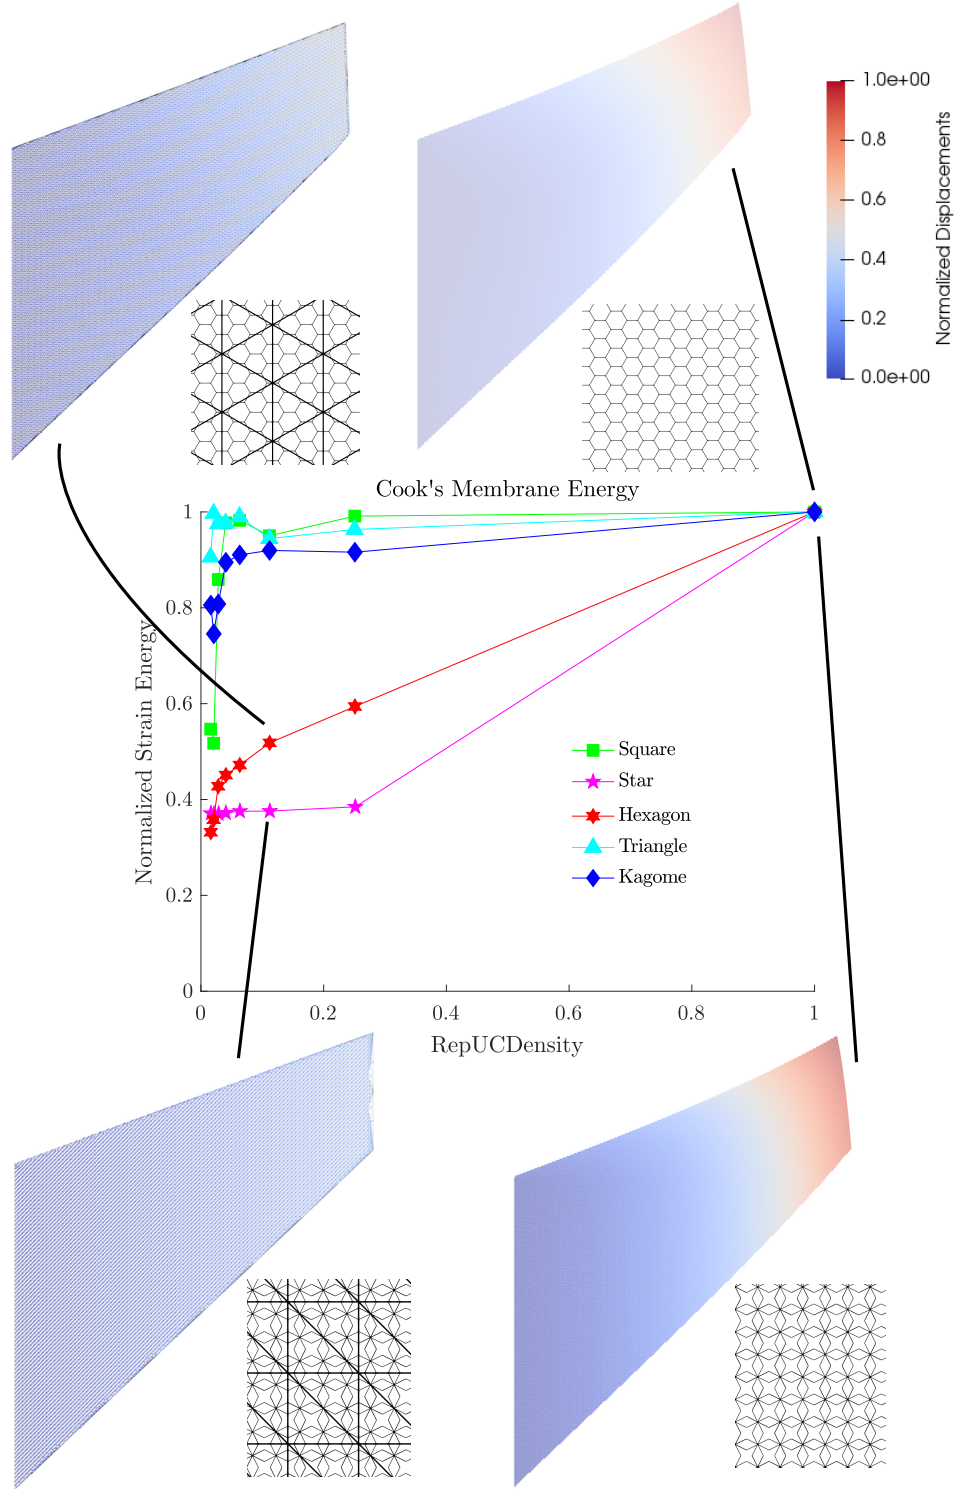 1.0e+00
0.8
0.6
0.4
0.2
0.0e+00
Normalized Displacements
Cook's Membrane Energy
1
0.8
0.6
0.4
0.2
0
Normalized Strain Energy
Square
Star
Hexagon
Triangle
Kagome
0 0.2 0.4 0.6 0.8 1
RepUCDensity